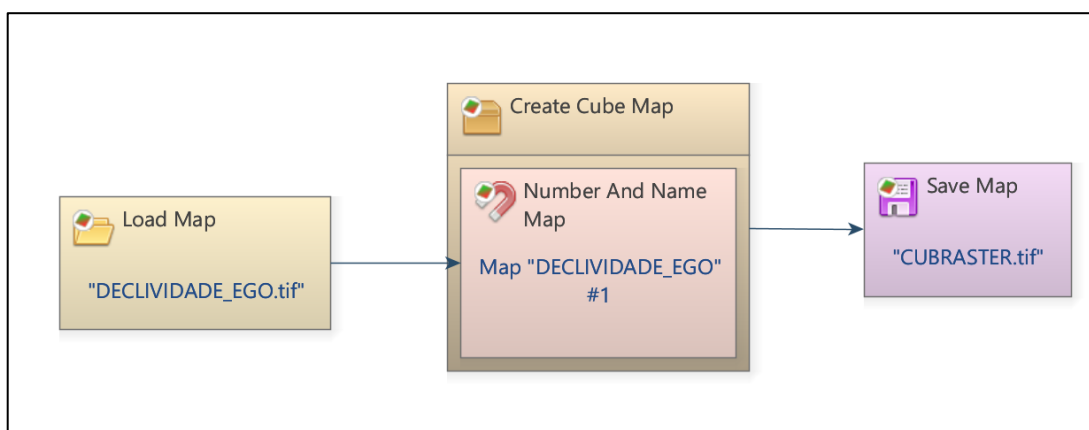 Create Cube Map
Number And Name
Map
Map "DECLIVIDADE_EGO"
#1
Load Map
"DECLIVIDADE_EGO.tif"
Save Map
"CUBRASTER.tif"